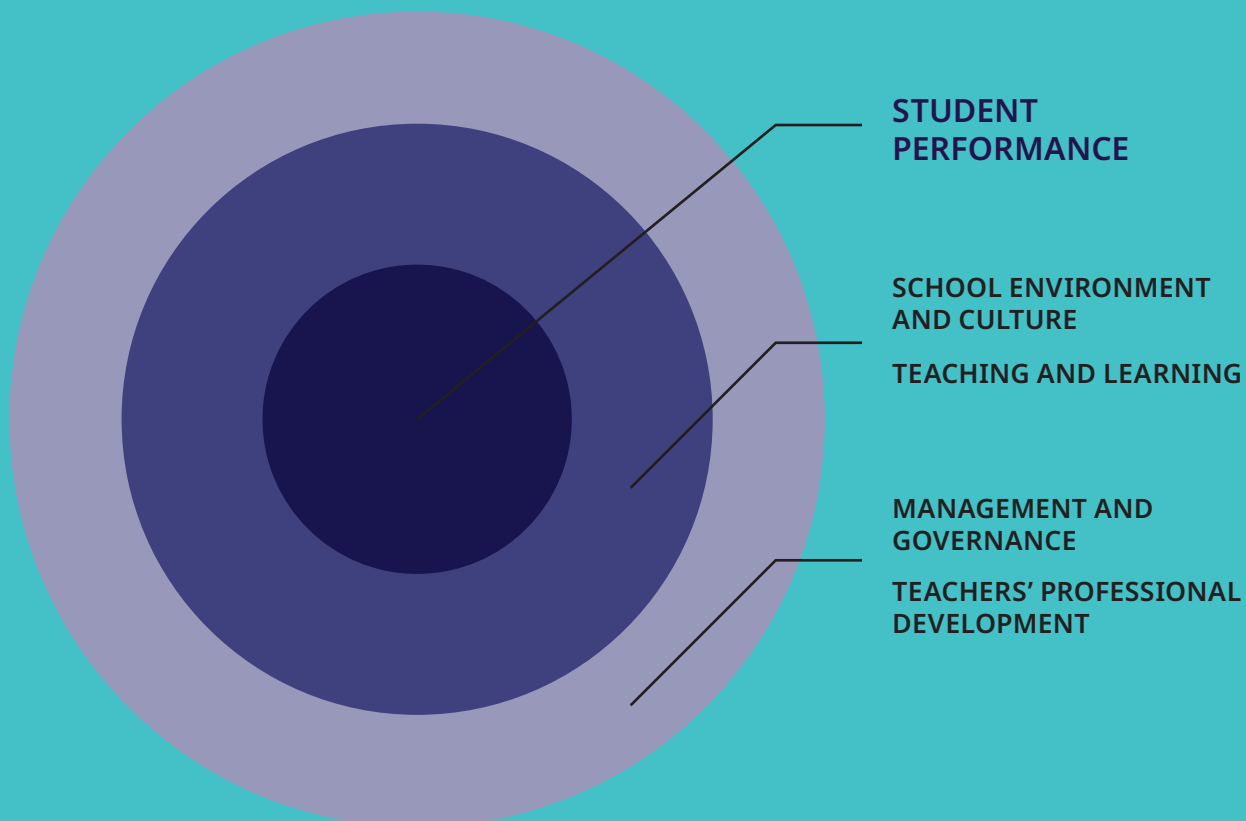 STUDENT
PERFORMANCE
SCHOOL ENVIRONMENT
AND CULTURE
TEACHING AND LEARNING
MANAGEMENT AND
GOVERNANCE
TEACHERS’ PROFESSIONAL
DEVELOPMENT